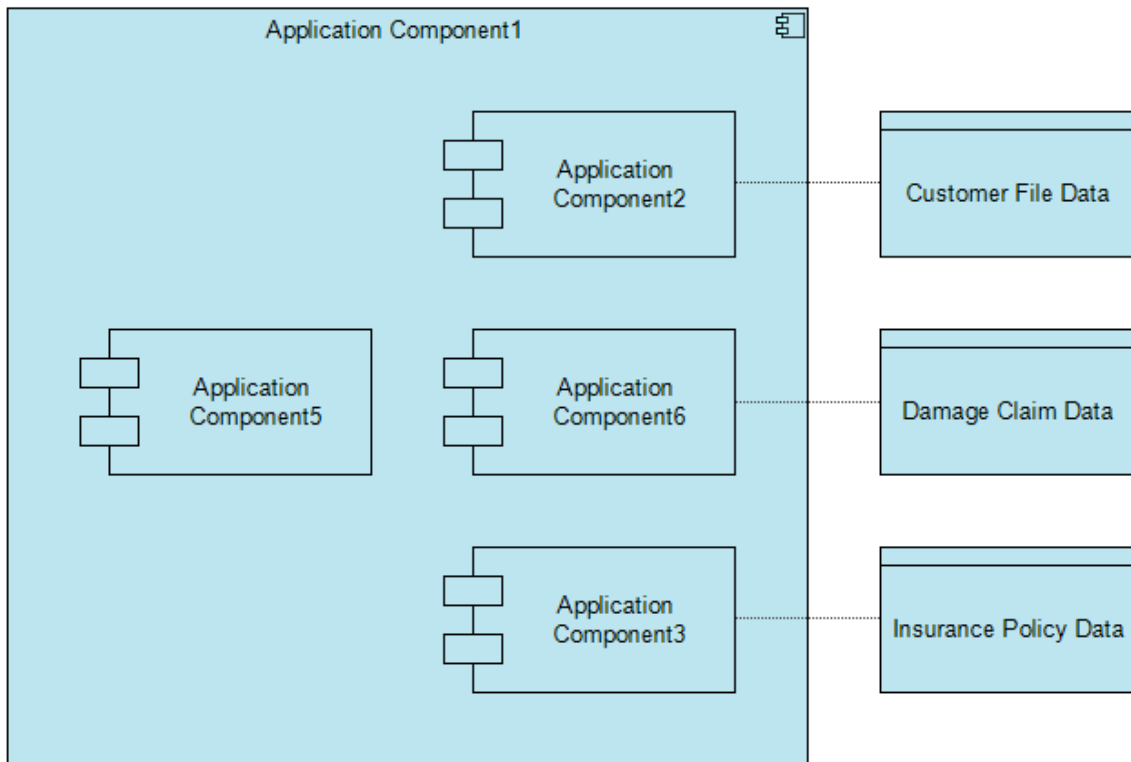 Application Component1
Application
Component2
Customer File Data
Application
Component5
Application
Component6
Damage Claim Data
Application
Component3
Insurance Policy Data